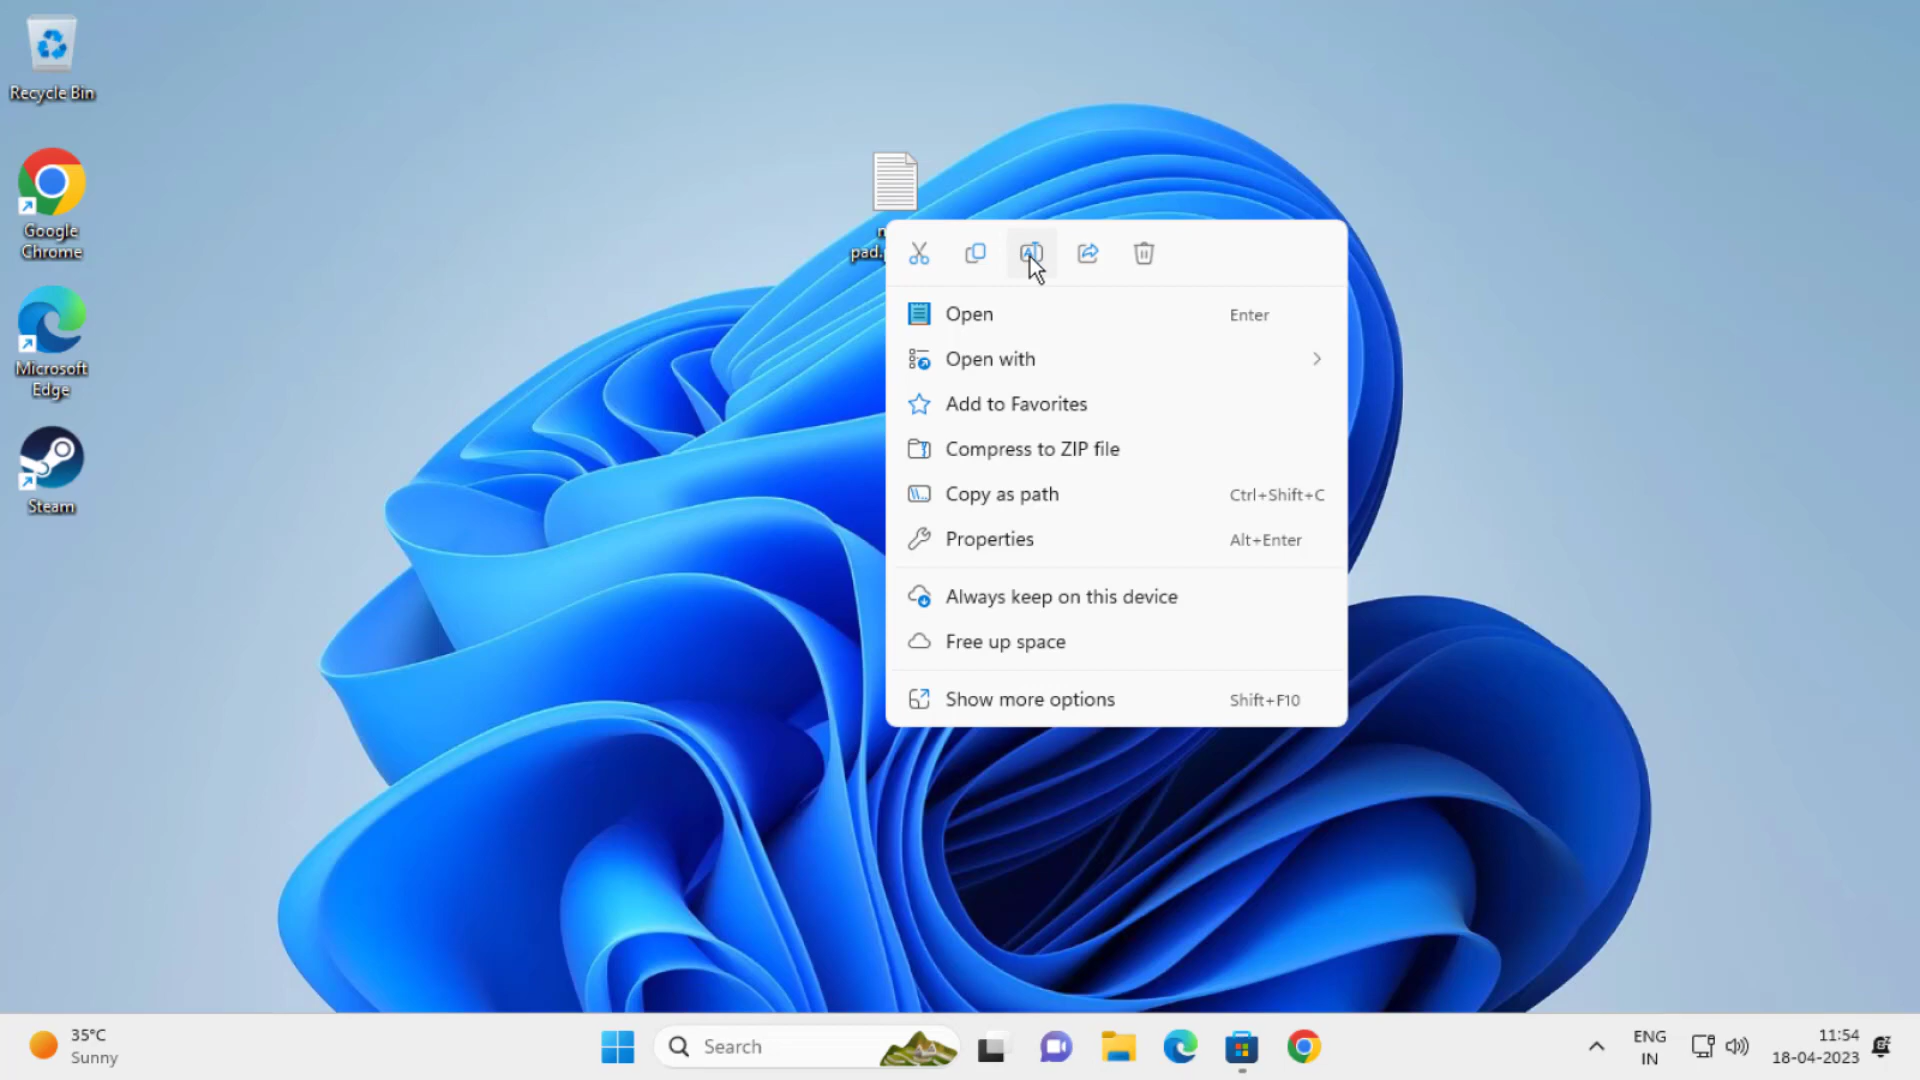 Recycle Bin
Google
Chrome
Microsoft
Edge
Steam
Open Enter
Open with
Add to Favorites
Compress to ZIP file
Copy as path Ctrl+Shift+C
Properties Alt+Enter
Always keep on this device
Free up space
Show more options Shift+F10
35°C
Sunny
Search
ENG
IN
11:54
18-04-2023